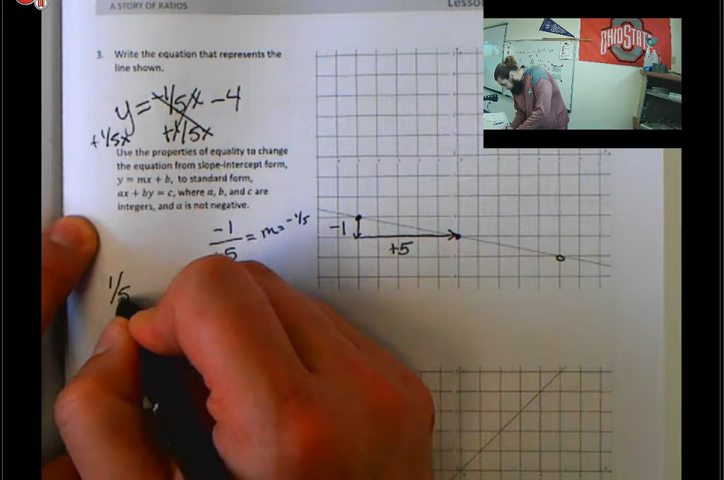 A STORY OF RATIOS
Lesso
OHIO STATE
3. Write the equation that represents the
line shown.
y = -1/5x - 4
+1/5x +1/5x
Use the properties of equality to change
the equation from slope-intercept form,
y = mx + b, to standard form,
ax + by = c, where a, b, and c are
integers, and a is not negative.
-1
+5
= m = -1/5
-1
+5
1/5